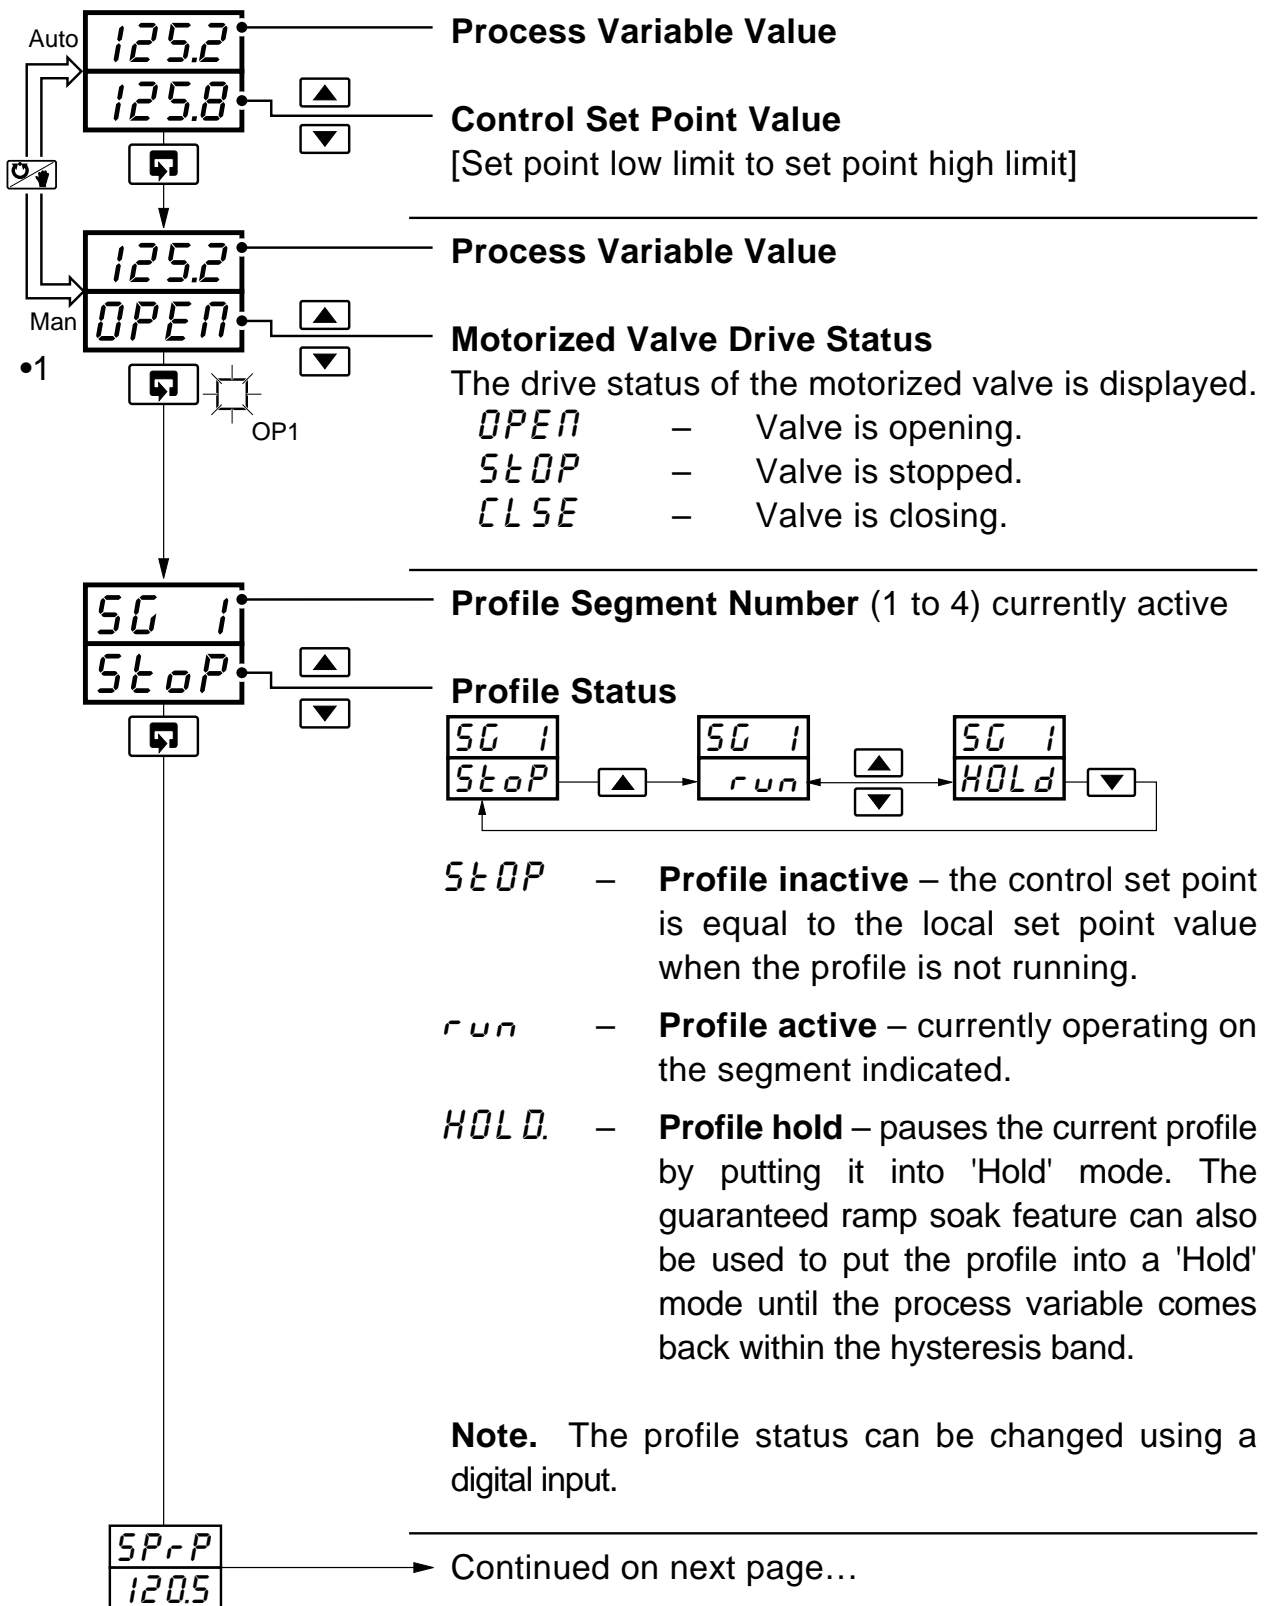 Auto
125.2
Process Variable Value
125.8
Control Set Point Value
[Set point low limit to set point high limit]
125.2
Process Variable Value
Man
OPEN
Motorized Valve Drive Status
•1
The drive status of the motorized valve is displayed.
OP1
OPEN – Valve is opening.
StOP – Valve is stopped.
CLSE – Valve is closing.
SG 1
Profile Segment Number (1 to 4) currently active
StoP
Profile Status
SG 1 SG 1 SG 1
StoP run HOLd
StOP – Profile inactive – the control set point
is equal to the local set point value
when the profile is not running.
run – Profile active – currently operating on
the segment indicated.
HOLD. – Profile hold – pauses the current profile
by putting it into 'Hold' mode. The
guaranteed ramp soak feature can also
be used to put the profile into a 'Hold'
mode until the process variable comes
back within the hysteresis band.
Note. The profile status can be changed using a
digital input.
SPrP
120.5
Continued on next page…